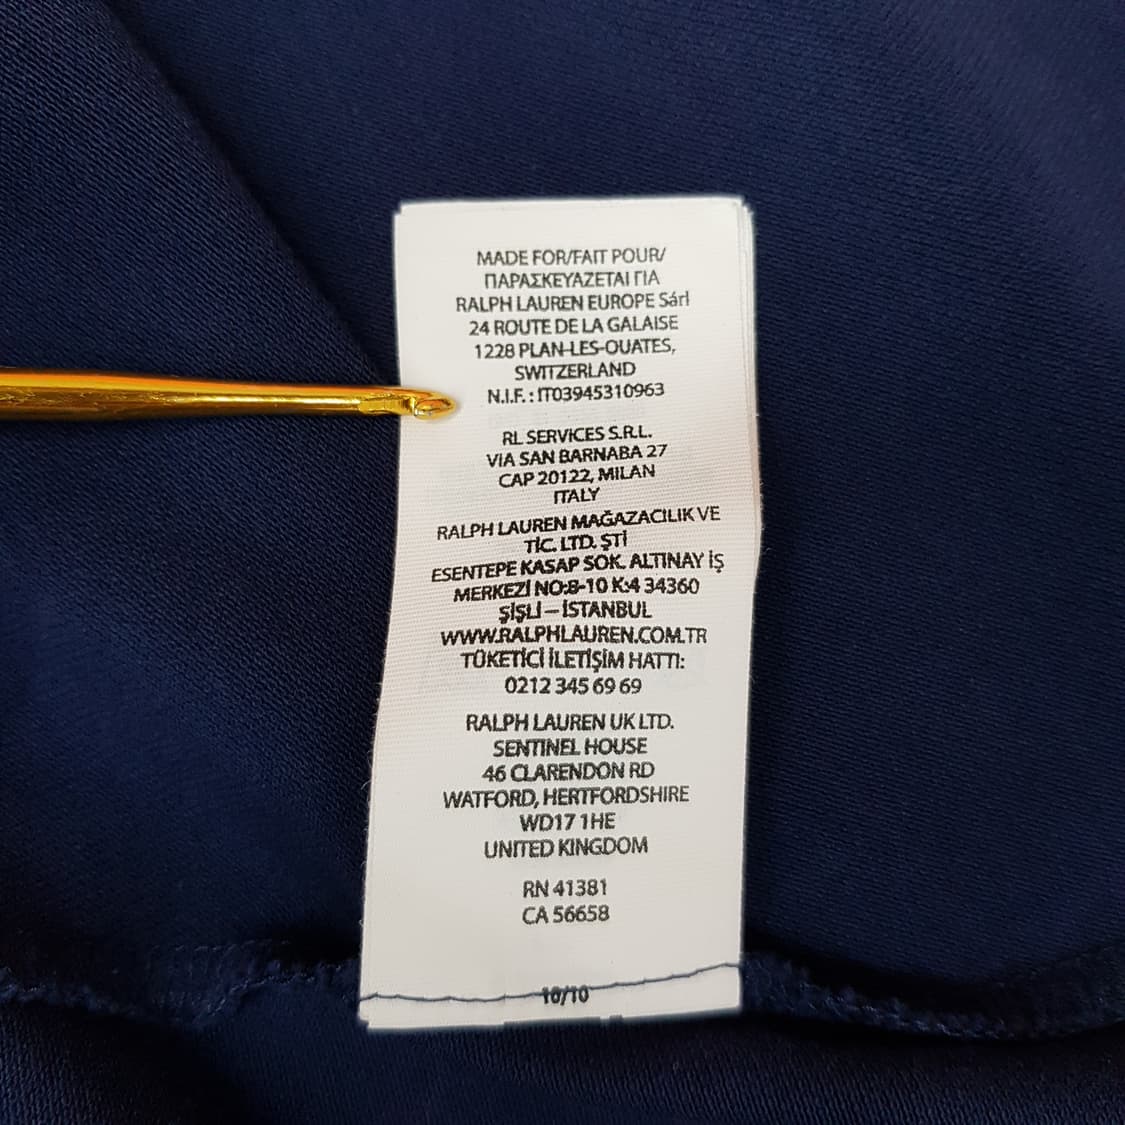 MADE FOR/FAIT POUR/
ΠΑΡΑΣΚΕΥΑΖΕΤΑΙ ΓΙΑ
RALPH LAUREN EUROPE Sárl
24 ROUTE DE LA GALAISE
1228 PLAN-LES-OUATES,
SWITZERLAND
N.I.F. : IT03945310963
RL SERVICES S.R.L.
VIA SAN BARNABA 27
CAP 20122, MILAN
ITALY
RALPH LAUREN MAĞAZACILIK VE
TİC. LTD. ŞTİ
ESENTEPE KASAP SOK. ALTINAY İŞ
MERKEZİ NO:8-10 K:4 34360
ŞİŞLİ – İSTANBUL
WWW.RALPHLAUREN.COM.TR
TÜKETİCİ İLETİŞİM HATTI:
0212 345 69 69
RALPH LAUREN UK LTD.
SENTINEL HOUSE
46 CLARENDON RD
WATFORD, HERTFORDSHIRE
WD17 1HE
UNITED KINGDOM
RN 41381
CA 56658
10/10